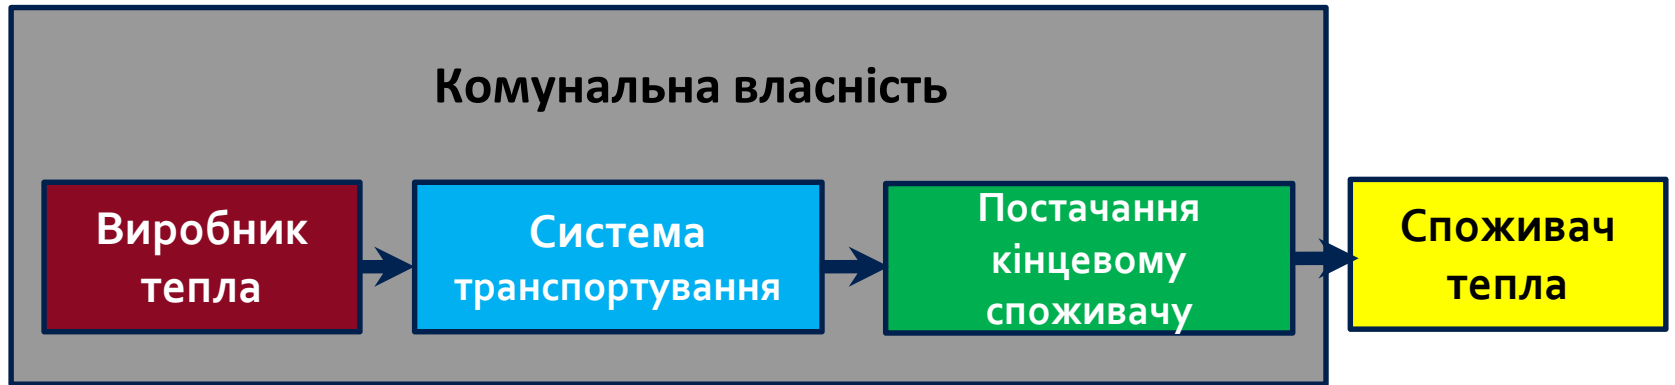 Комунальна власність
Виробник
тепла
Система
транспортування
Постачання
кінцевому
споживачу
Споживач
тепла